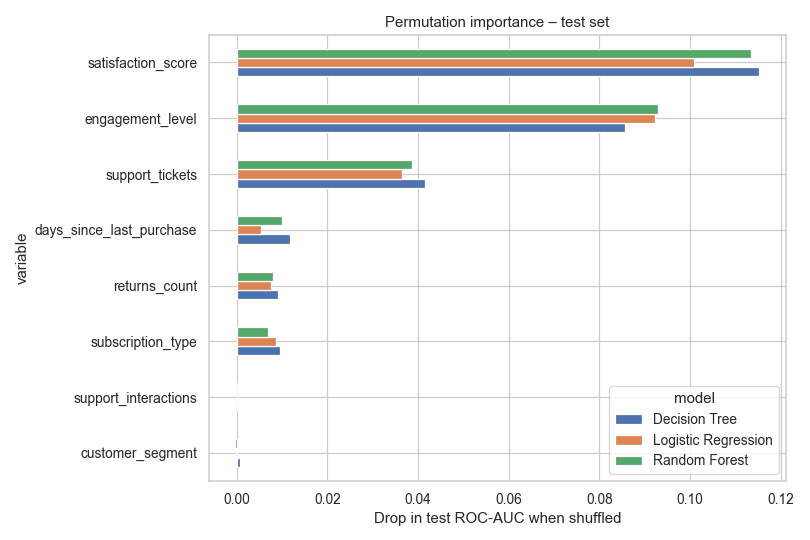 Permutation importance – test set
satisfaction_score
engagement_level
support_tickets
days_since_last_purchase
returns_count
subscription_type
support_interactions
customer_segment
variable
model
Decision Tree
Logistic Regression
Random Forest
0.00 0.02 0.04 0.06 0.08 0.10 0.12
Drop in test ROC-AUC when shuffled